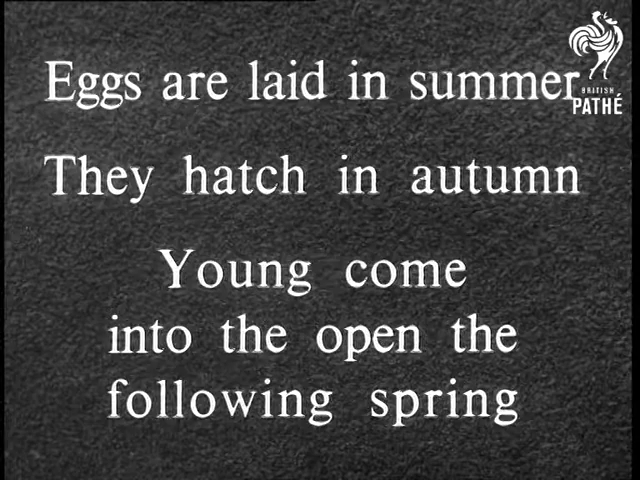 Eggs are laid in summer
They hatch in autumn
Young come
into the open the
following spring
BRITISH
PATHÉ